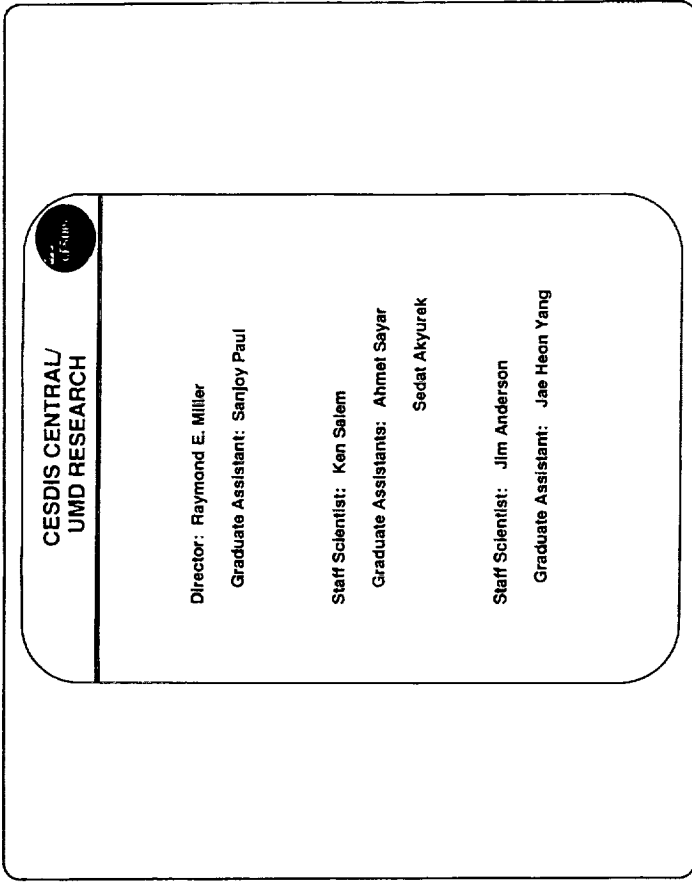 CESDIS CENTRAL/
UMD RESEARCH
CESDIS
Director: Raymond E. Miller
Graduate Assistant: Sanjoy Paul
Staff Scientist: Ken Salem
Graduate Assistants: Ahmet Sayar
Sedat Akyurek
Staff Scientist: Jim Anderson
Graduate Assistant: Jae Heon Yang